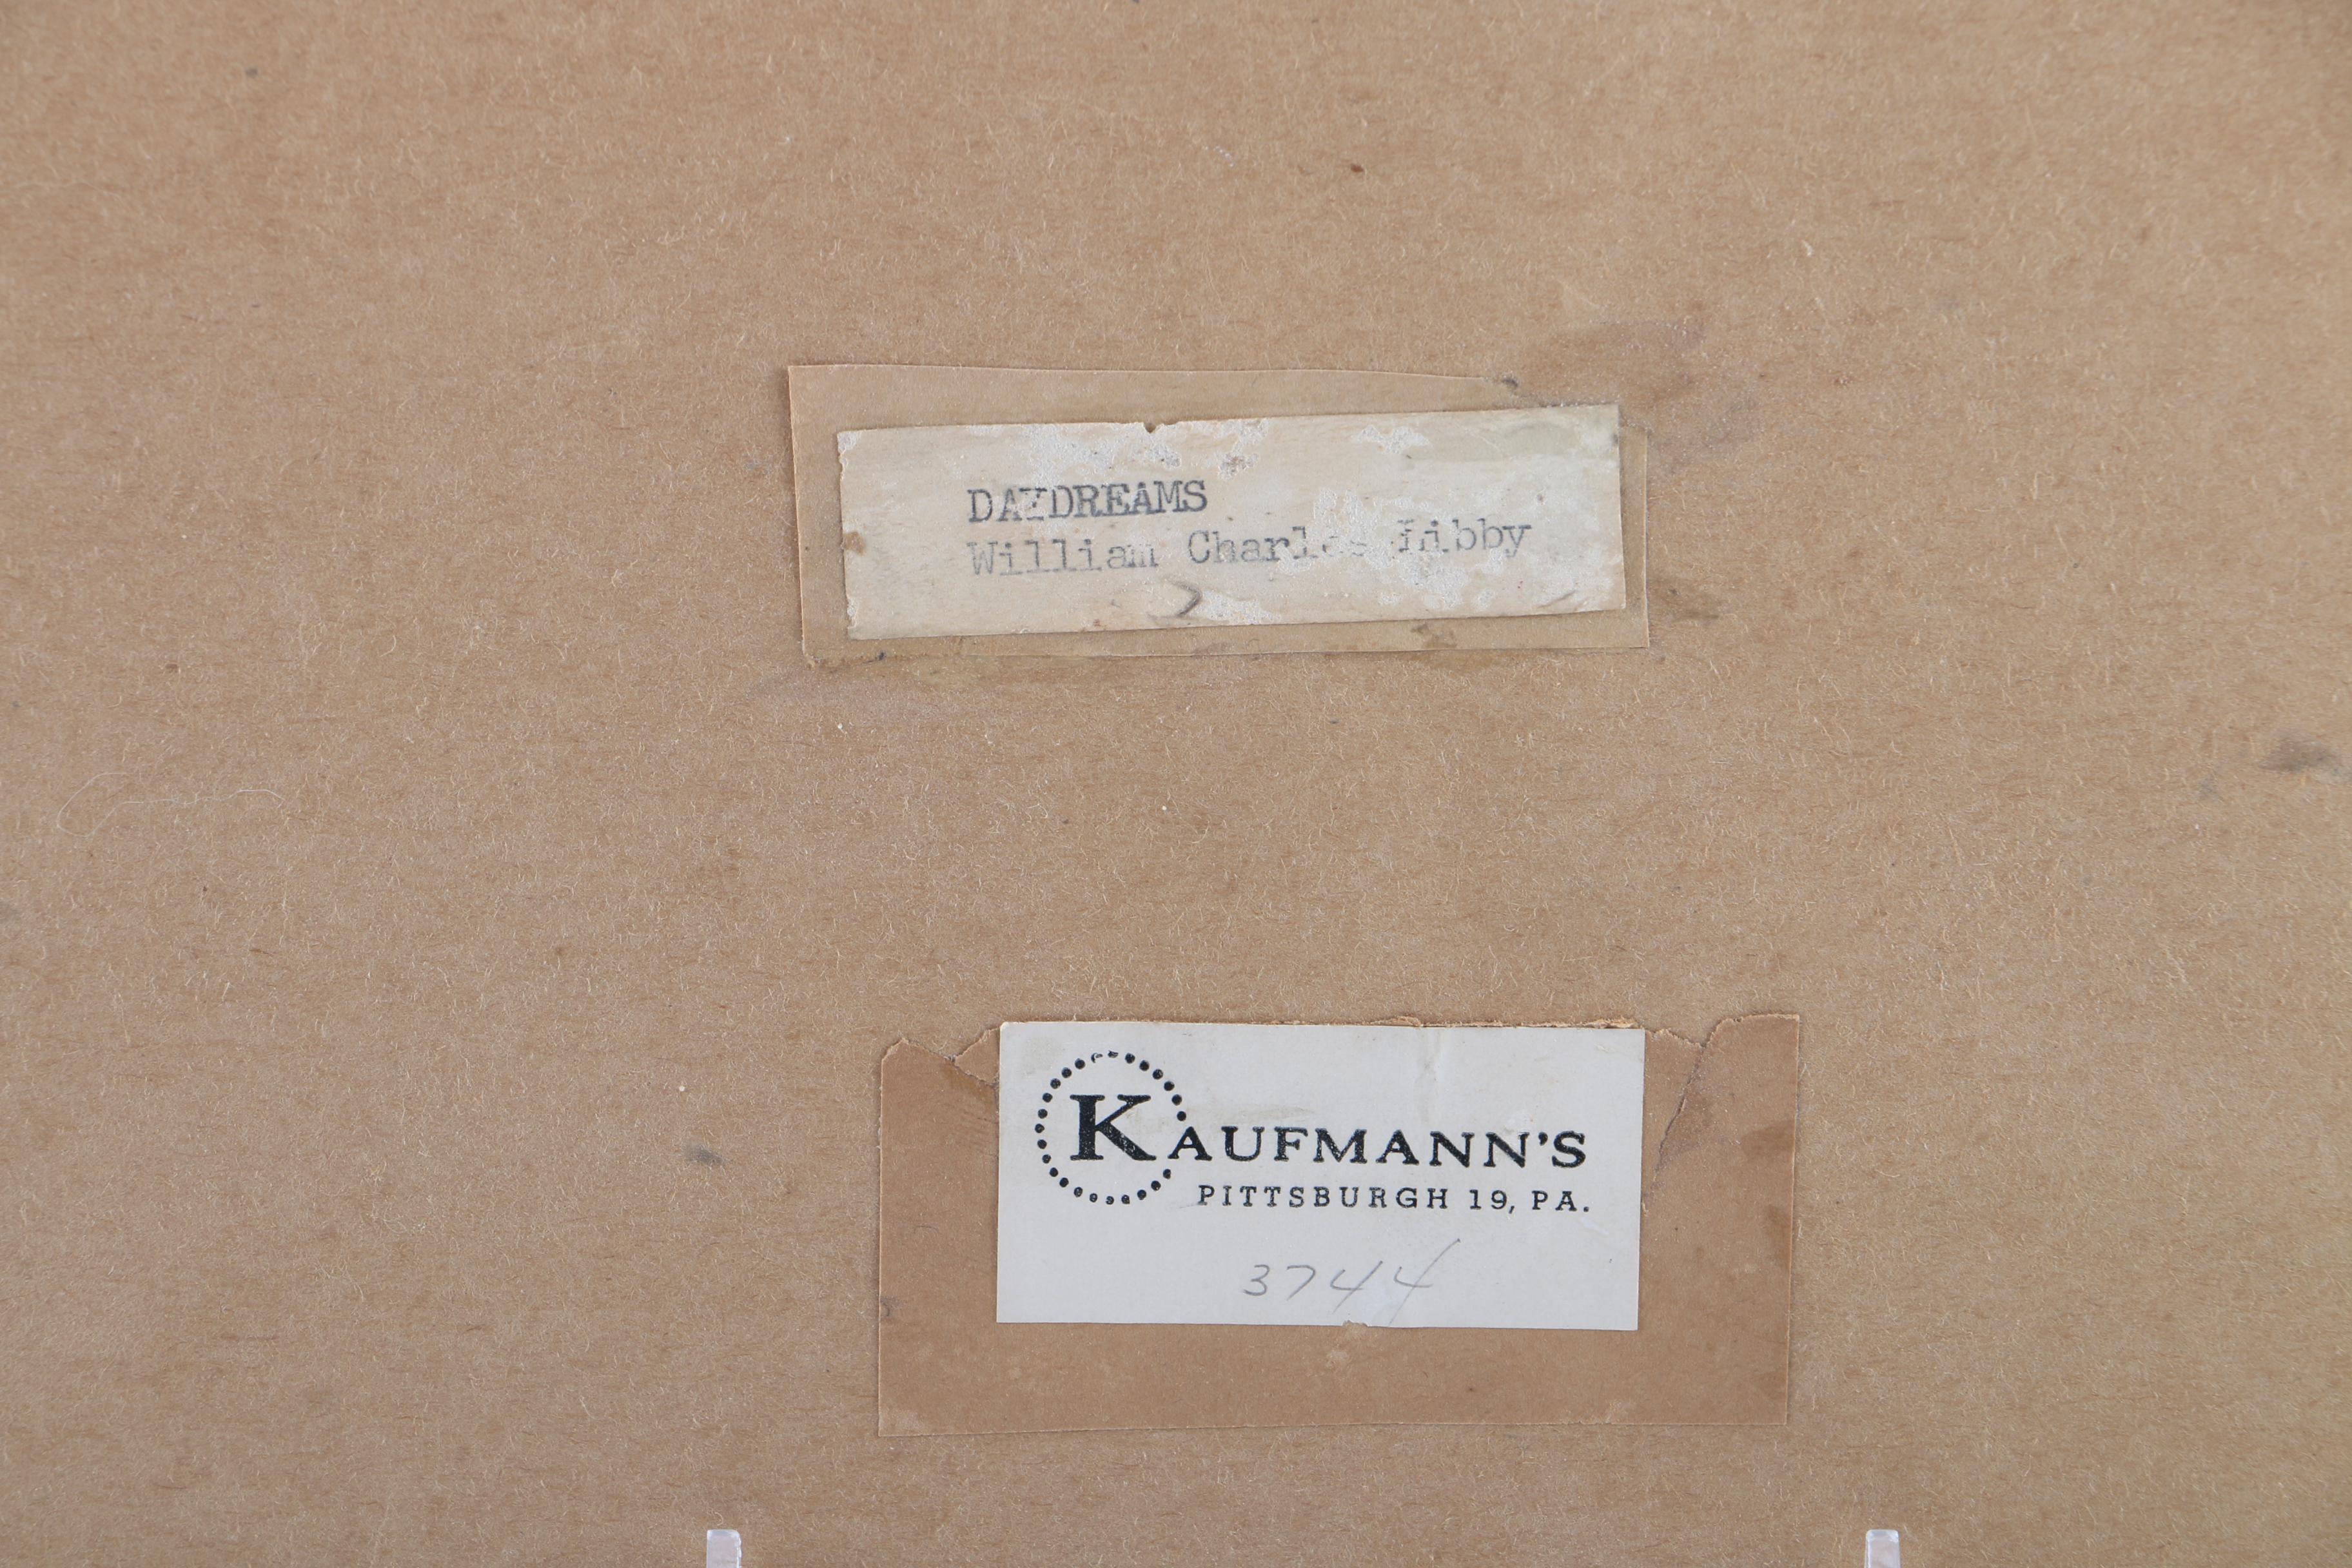 DAYDREAMS
William Charles Libby
KAUFMANN'S
PITTSBURGH 19, PA.
3744